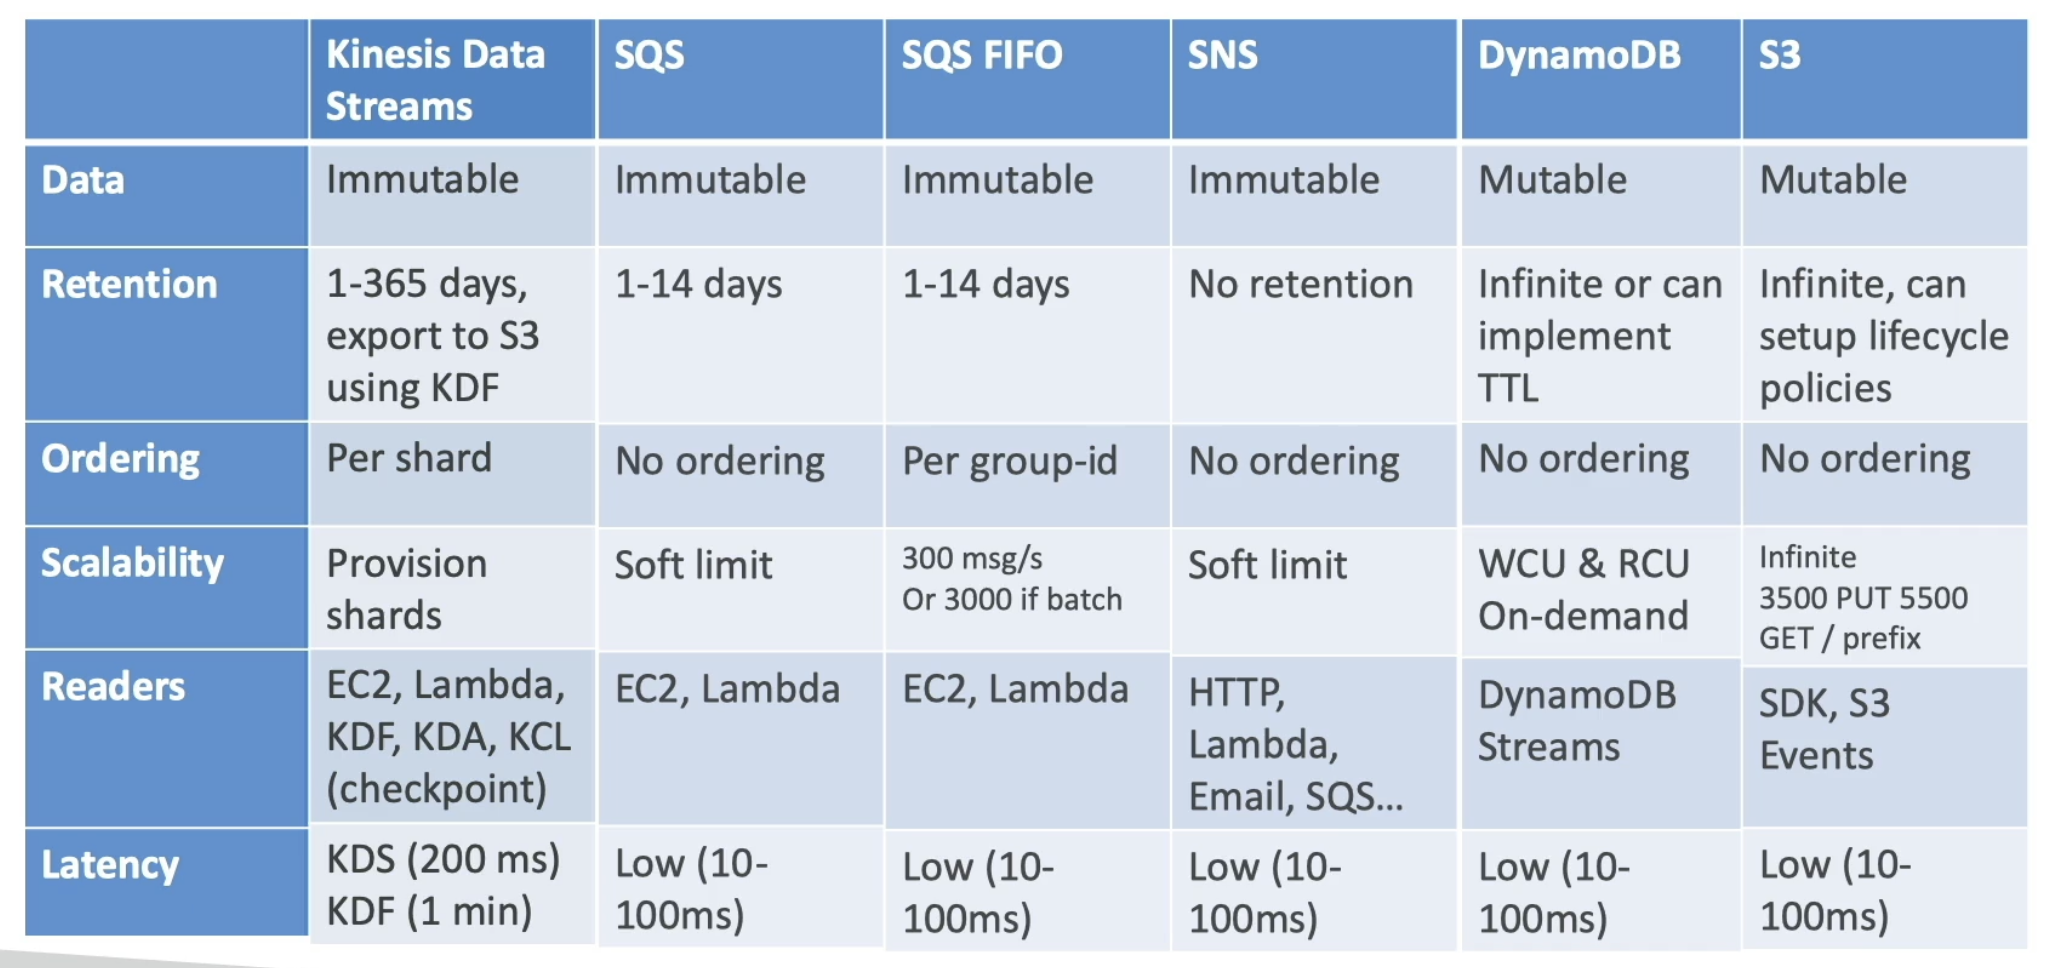 Kinesis Data
Streams
SQS
SQS FIFO
SNS
DynamoDB
S3
Data
Immutable
Immutable
Immutable
Immutable
Mutable
Mutable
Retention
1-365 days,
export to S3
using KDF
1-14 days
1-14 days
No retention
Infinite or can
implement
TTL
Infinite, can
setup lifecycle
policies
Ordering
Per shard
No ordering
Per group-id
No ordering
No ordering
No ordering
Scalability
Provision
shards
Soft limit
300 msg/s
Or 3000 if batch
Soft limit
WCU & RCU
On-demand
Infinite
3500 PUT 5500
GET / prefix
Readers
EC2, Lambda,
KDF, KDA, KCL
(checkpoint)
EC2, Lambda
EC2, Lambda
HTTP,
Lambda,
Email, SQS...
DynamoDB
Streams
SDK, S3
Events
Latency
KDS (200 ms)
KDF (1 min)
Low (10-
100ms)
Low (10-
100ms)
Low (10-
100ms)
Low (10-
100ms)
Low (10-
100ms)